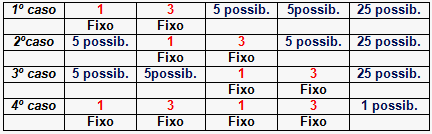 1º caso 1 3 5 possib. 5 possib. 25 possib.
Fixo Fixo
2ºcaso 5 possib. 1 3 5possib. 25 possib.
Fixo Fixo
3º caso 5 possib. 5possib. 1 3 25 possib.
Fixo Fixo
4º caso 1 3 1 3 1 possib.
Fixo Fixo Fixo Fixo